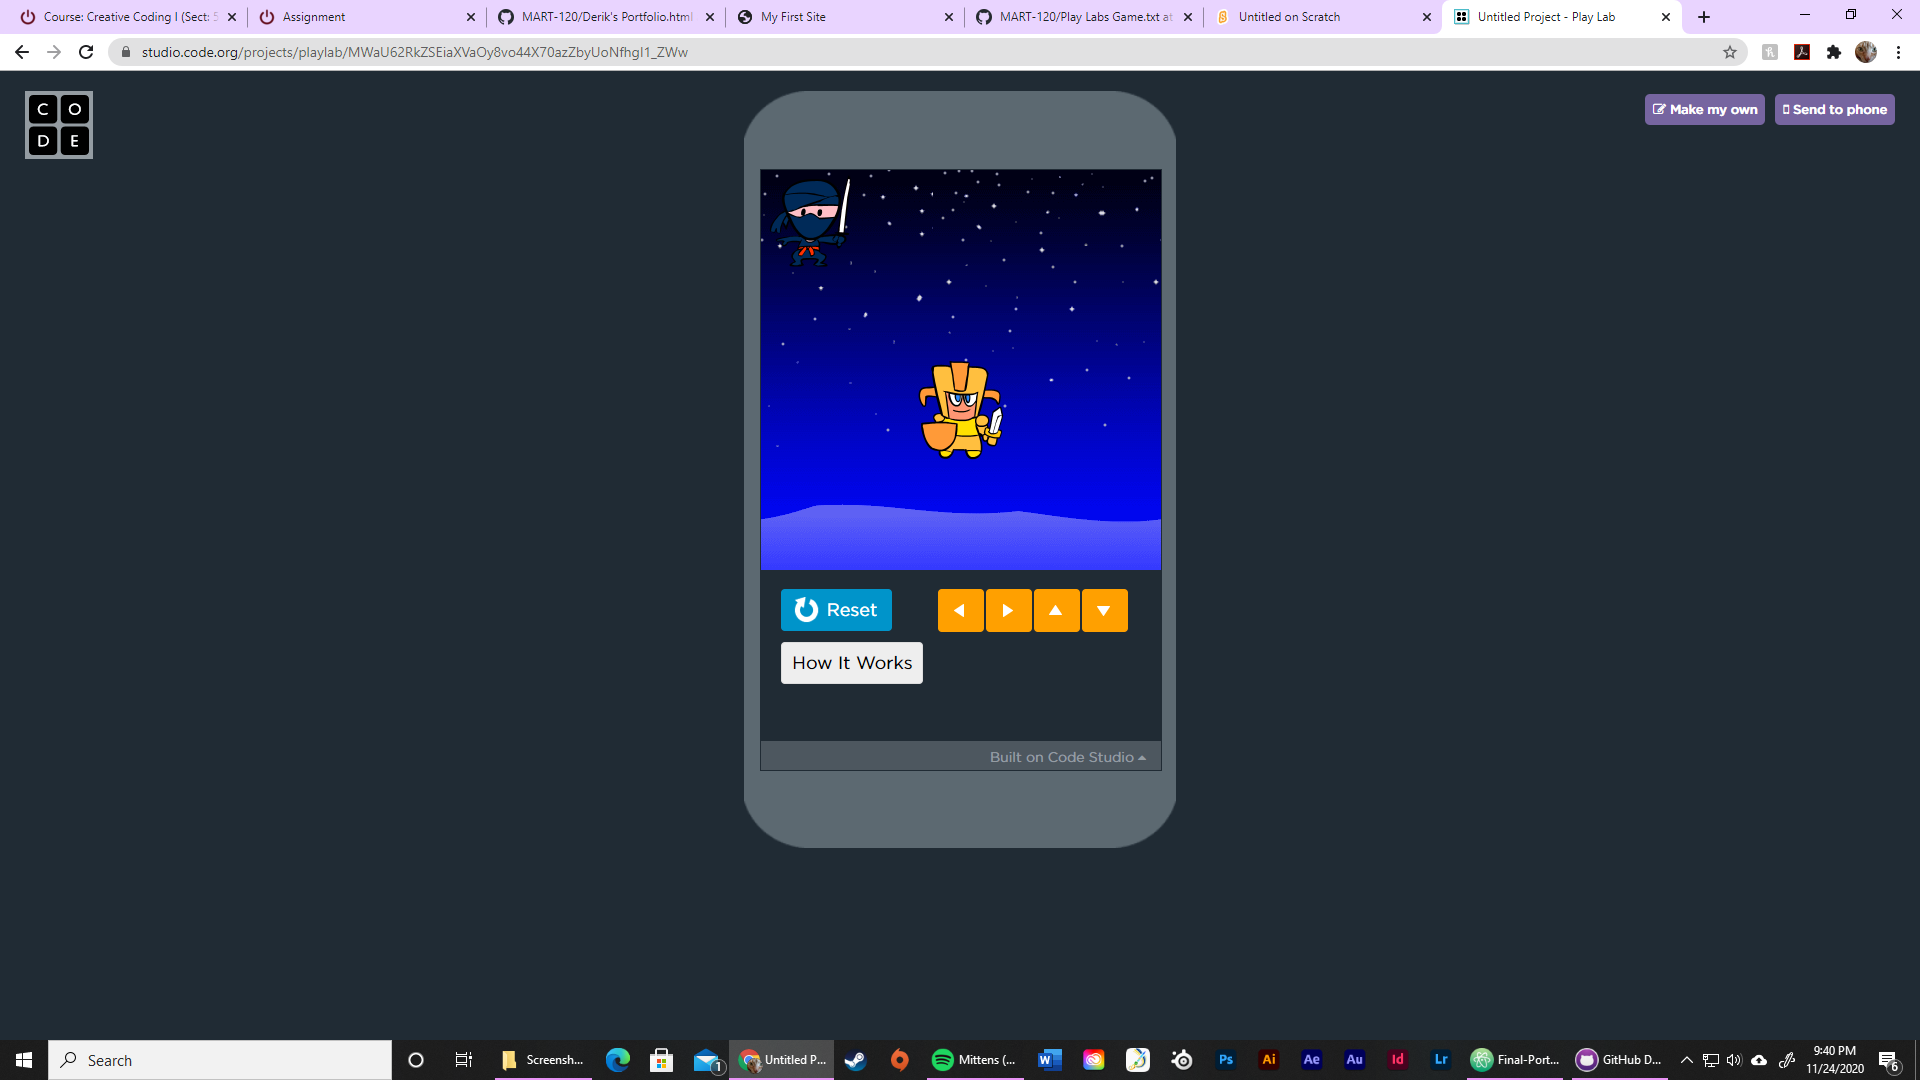 Course: Creative Coding I (Sect: 5
Assignment
MART-120/Derik's Portfolio.html
My First Site
MART-120/Play Labs Game.txt at
Untitled on Scratch
Untitled Project - Play Lab
studio.code.org/projects/playlab/MWaU62RkZSEiaXVaOy8vo44X70azZbyUoNfhgI1_ZWw
C O
D E
Make my own
Send to phone
Reset
How It Works
Built on Code Studio
Search
Screensh...
1
Untitled P...
Mittens (...
W
Ps
Ai
Ae
Au
Id
Lr
Final-Port...
GitHub D...
9:40 PM
11/24/2020
6